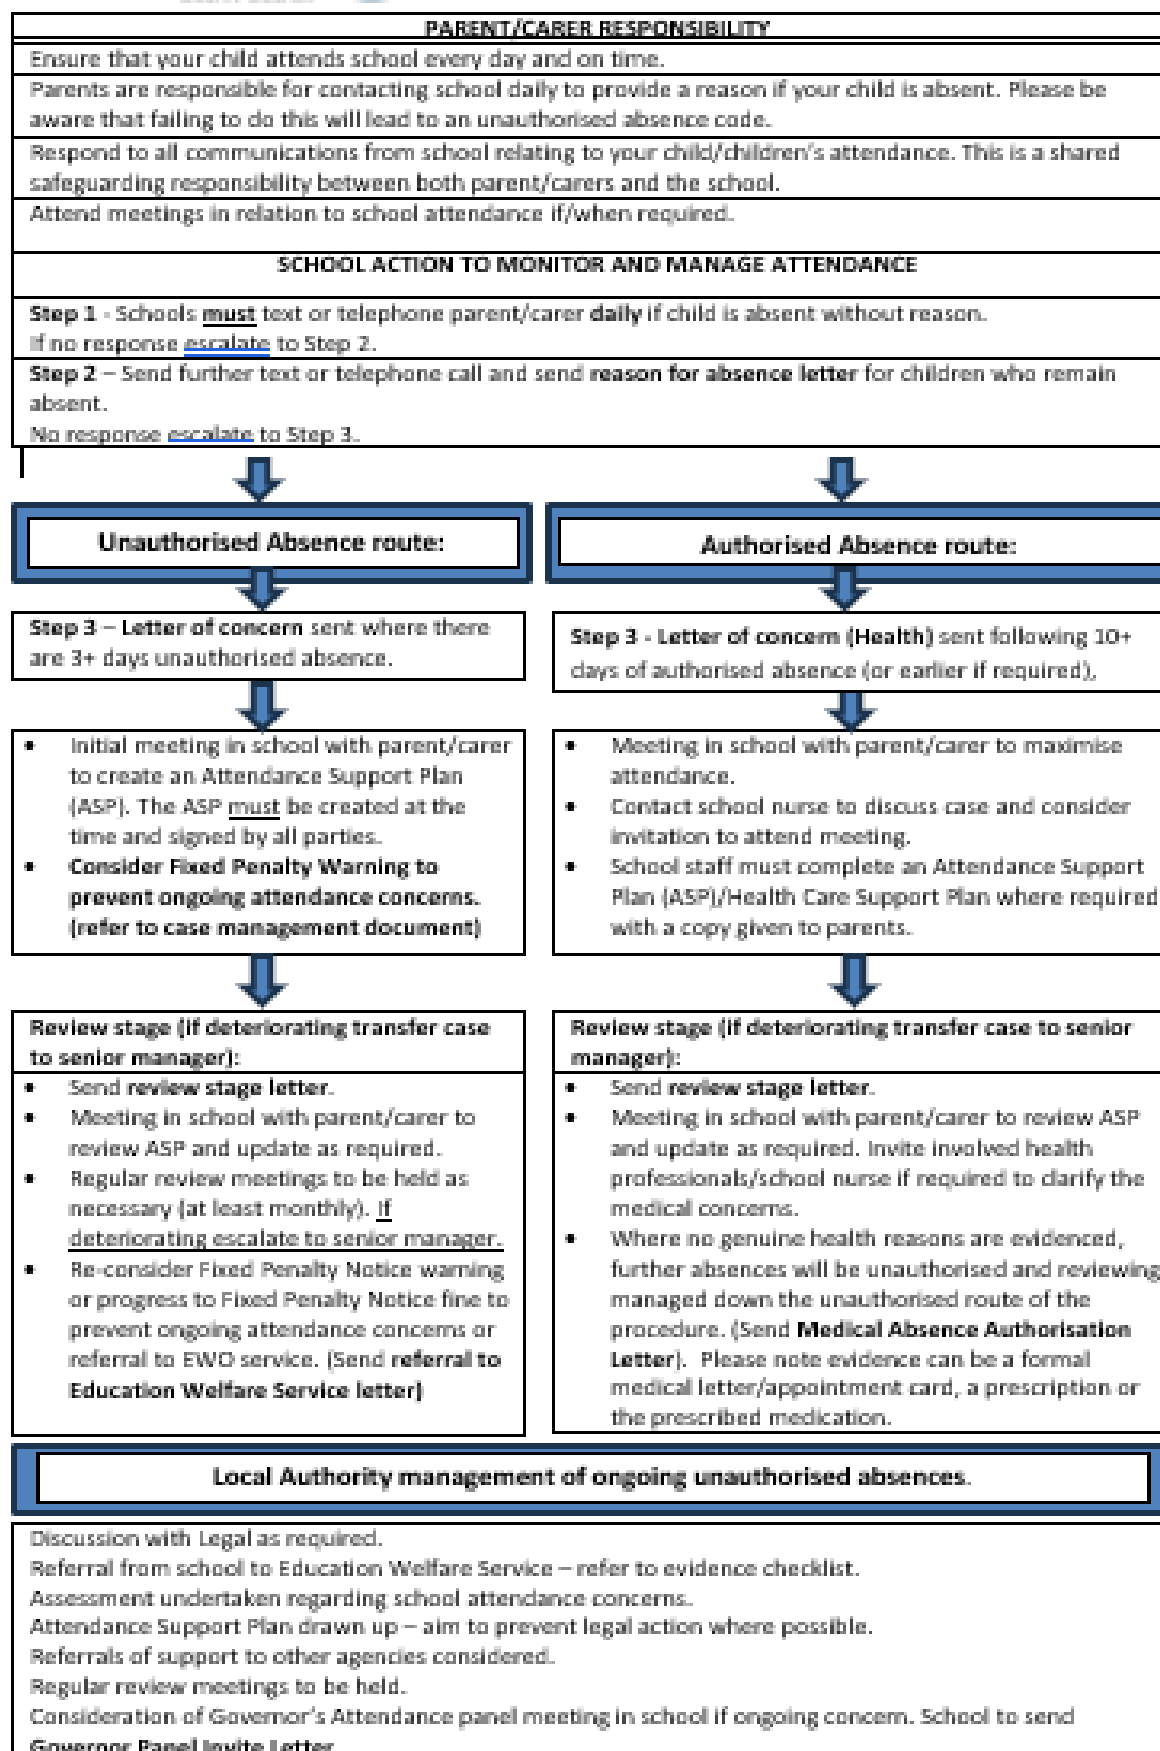 PARENT/CARER RESPONSIBILITY
Ensure that your child attends school every day and on time.
Parents are responsible for contacting school daily to provide a reason if your child is absent. Please be
aware that failing to do this will lead to an unauthorised absence code.
Respond to all communications from school relating to your child/children's attendance. This is a shared
safeguarding responsibility between both parent/carers and the school.
Attend meetings in relation to school attendance if/when required.
SCHOOL ACTION TO MONITOR AND MANAGE ATTENDANCE
Step 1 - Schools must text or telephone parent/carer daily if child is absent without reason.
If no response escalate to Step 2.
Step 2 – Send further text or telephone call and send reason for absence letter for children who remain
absent.
No response escalate to Step 3.
Unauthorised Absence route:
Step 3 – Letter of concern sent where there
are 3+ days unauthorised absence.
• Initial meeting in school with parent/carer
to create an Attendance Support Plan
(ASP). The ASP must be created at the
time and signed by all parties.
• Consider Fixed Penalty Warning to
prevent ongoing attendance concerns.
(refer to case management document)
Review stage (if deteriorating transfer case
to senior manager):
• Send review stage letter.
• Meeting in school with parent/carer to
review ASP and update as required.
• Regular review meetings to be held as
necessary (at least monthly). If
deteriorating escalate to senior manager.
• Re-consider Fixed Penalty Notice warning
or progress to Fixed Penalty Notice fine to
prevent ongoing attendance concerns or
referral to EWO service. (Send referral to
Education Welfare Service letter)
Authorised Absence route:
Step 3 - Letter of concern (Health) sent following 10+
days of authorised absence (or earlier if required),
• Meeting in school with parent/carer to maximise
attendance.
• Contact school nurse to discuss case and consider
invitation to attend meeting.
• School staff must complete an Attendance Support
Plan (ASP)/Health Care Support Plan where required
with a copy given to parents.
Review stage (if deteriorating transfer case to senior
manager):
• Send review stage letter.
• Meeting in school with parent/carer to review ASP
and update as required. Invite involved health
professionals/school nurse if required to clarify the
medical concerns.
• Where no genuine health reasons are evidenced,
further absences will be unauthorised and reviewing
managed down the unauthorised route of the
procedure. (Send Medical Absence Authorisation
Letter). Please note evidence can be a formal
medical letter/appointment card, a prescription or
the prescribed medication.
Local Authority management of ongoing unauthorised absences.
Discussion with Legal as required.
Referral from school to Education Welfare Service – refer to evidence checklist.
Assessment undertaken regarding school attendance concerns.
Attendance Support Plan drawn up – aim to prevent legal action where possible.
Referrals of support to other agencies considered.
Regular review meetings to be held.
Consideration of Governor's Attendance panel meeting in school if ongoing concern. School to send
Governor Panel Invite Letter